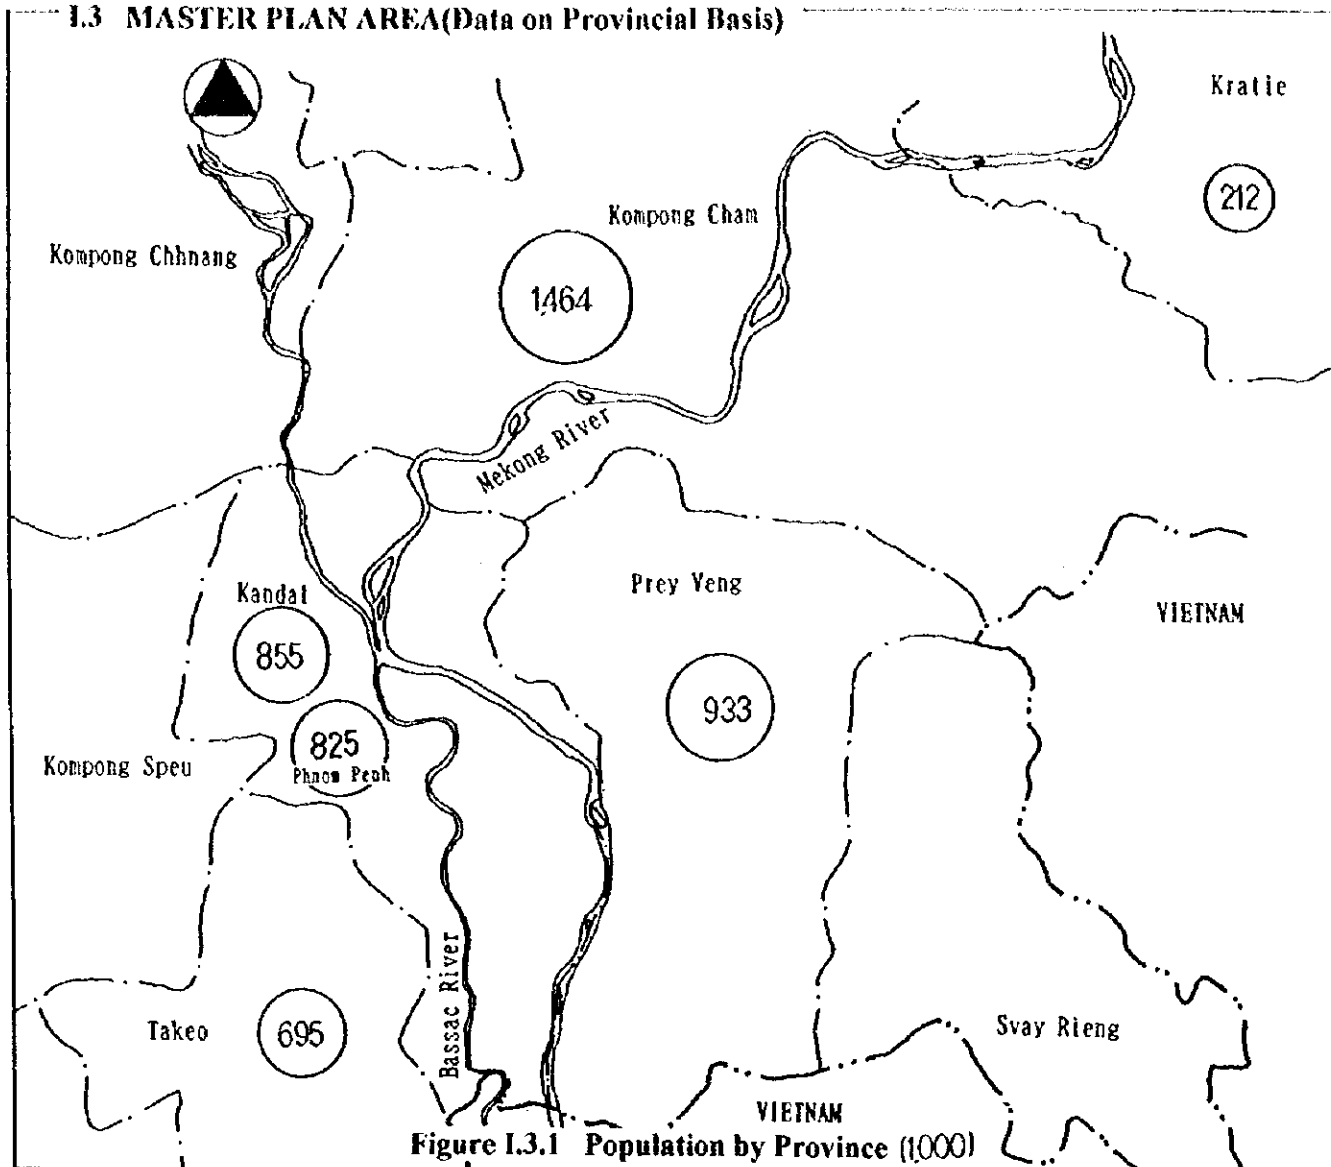 I.3 MASTER PLAN AREA(Data on Provincial Basis)
Kratie
212
Kompong Cham
Kompong Chhnang
1,464
Mekong River
Prey Veng
Kandal
VIETNAM
855
933
825
Phnom Penh
Kompong Speu
Bassac River
Takeo
695
Svay Rieng
VIETNAM
Figure I.3.1 Population by Province (1,000)